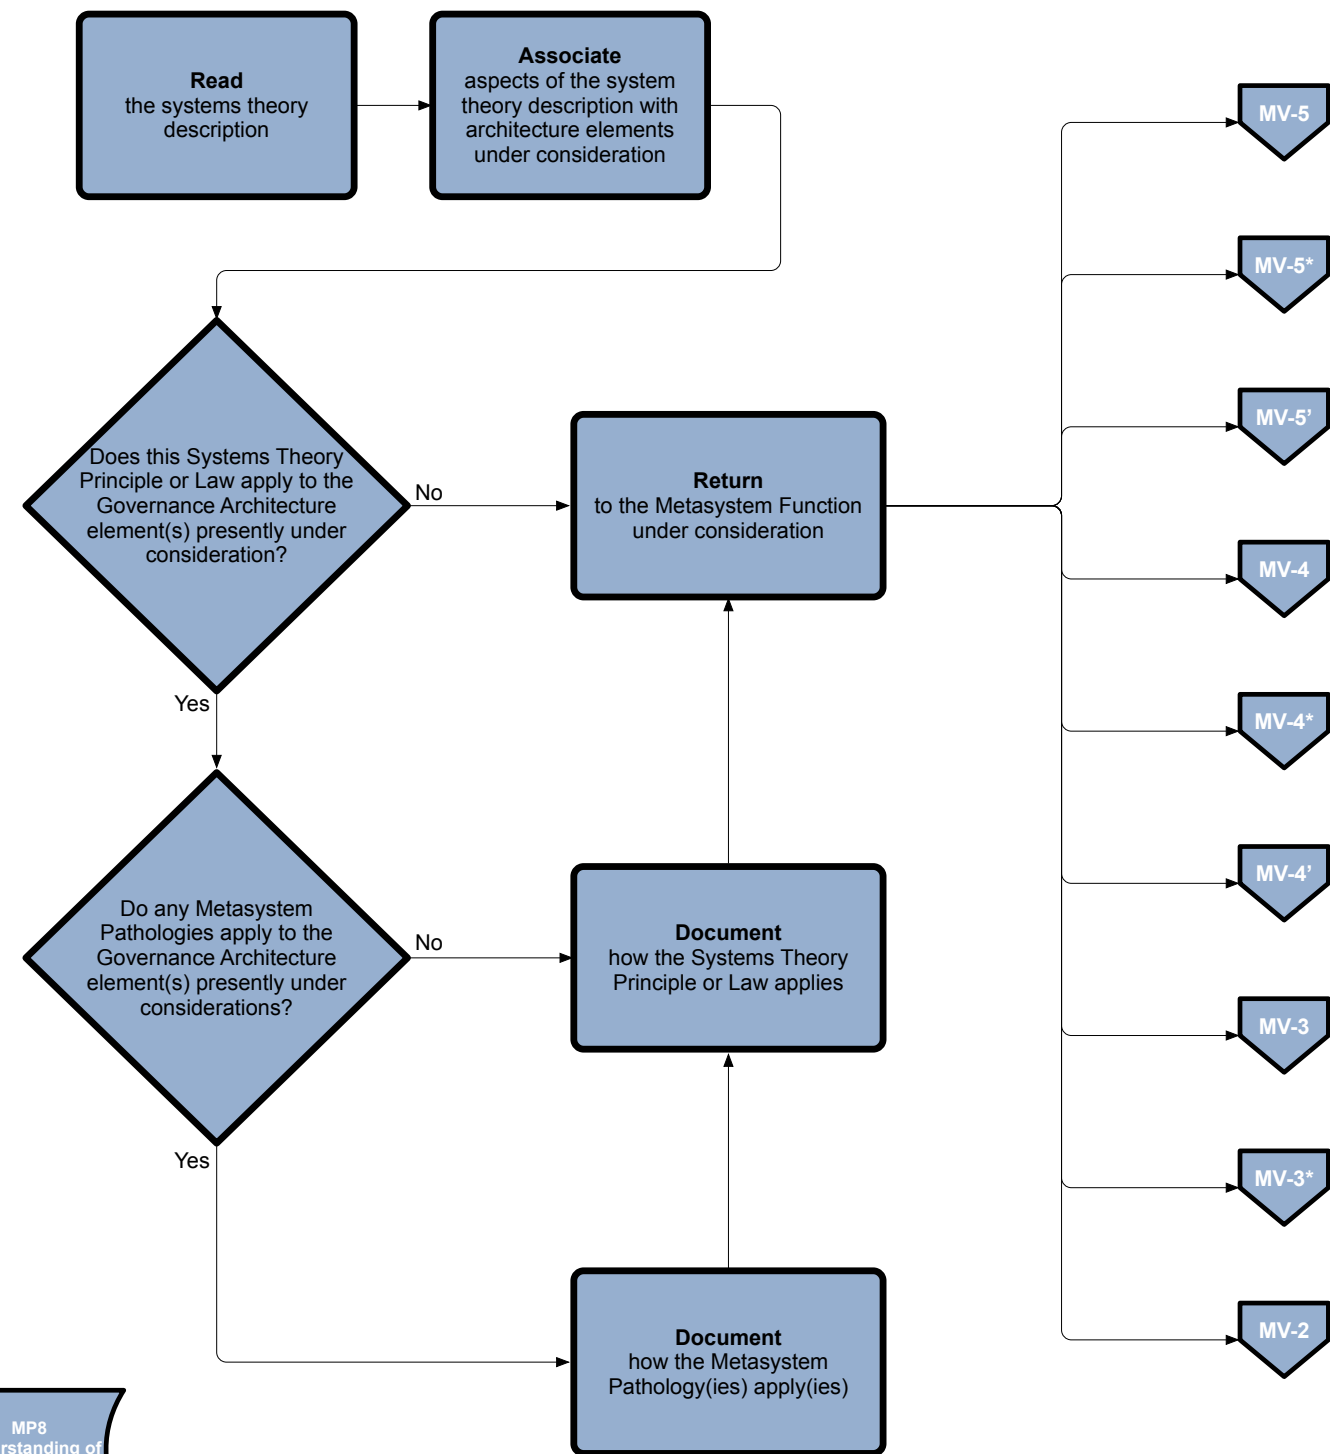 Read
the systems theory
description
Associate
aspects of the system
theory description with
architecture elements
under consideration
Does this Systems Theory
Principle or Law apply to the
Governance Architecture
element(s) presently under
consideration?
No
Yes
Return
to the Metasystem Function
under consideration
Do any Metasystem
Pathologies apply to the
Governance Architecture
element(s) presently under
considerations?
No
Yes
Document
how the Systems Theory
Principle or Law applies
Document
how the Metasystem
Pathology(ies) apply(ies)
MV-5
MV-5*
MV-5’
MV-4
MV-4*
MV-4’
MV-3
MV-3*
MV-2
MP8
of